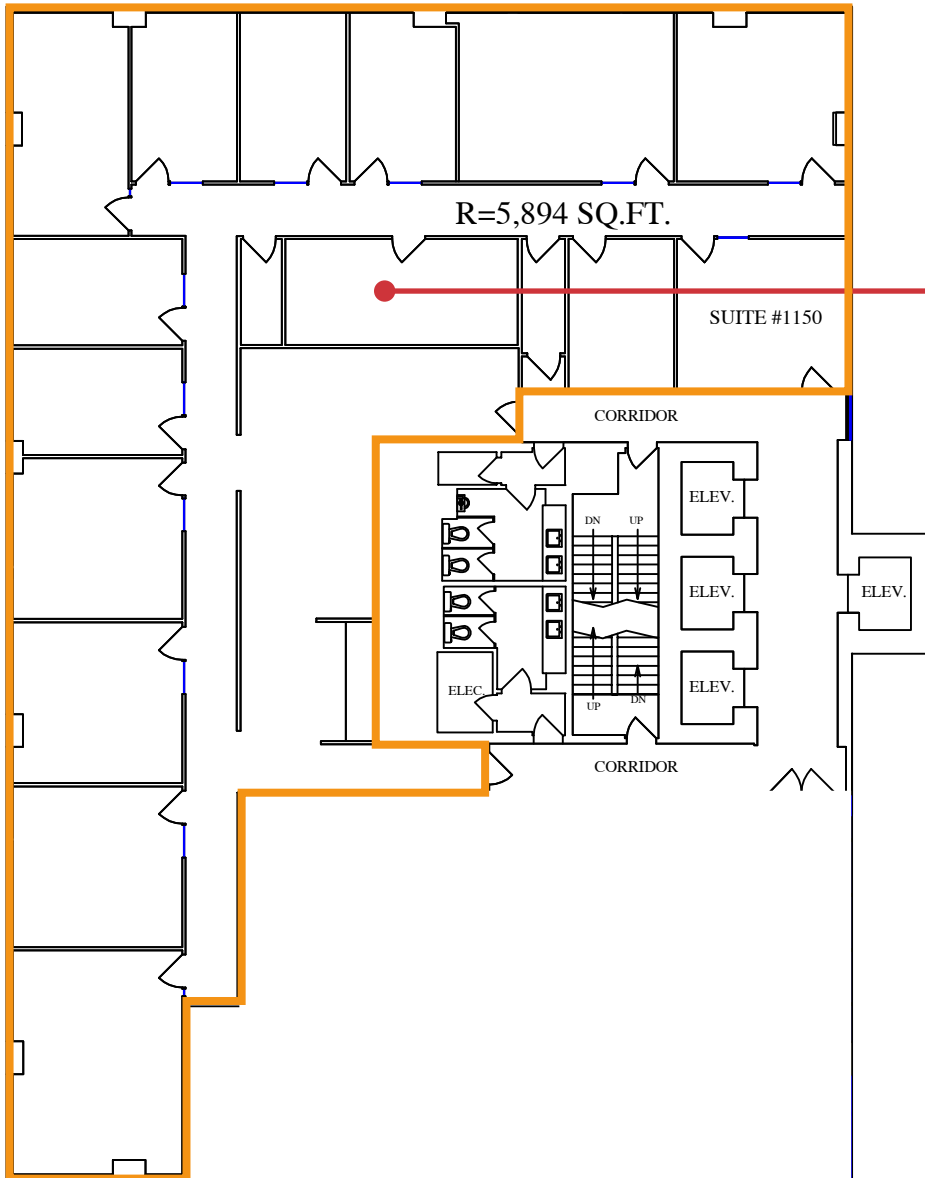 R=5,894 SQ.FT.
SUITE #1150
CORRIDOR
ELEV.
DN UP
ELEV.
ELEV.
ELEC.
ELEV.
UP DN
CORRIDOR